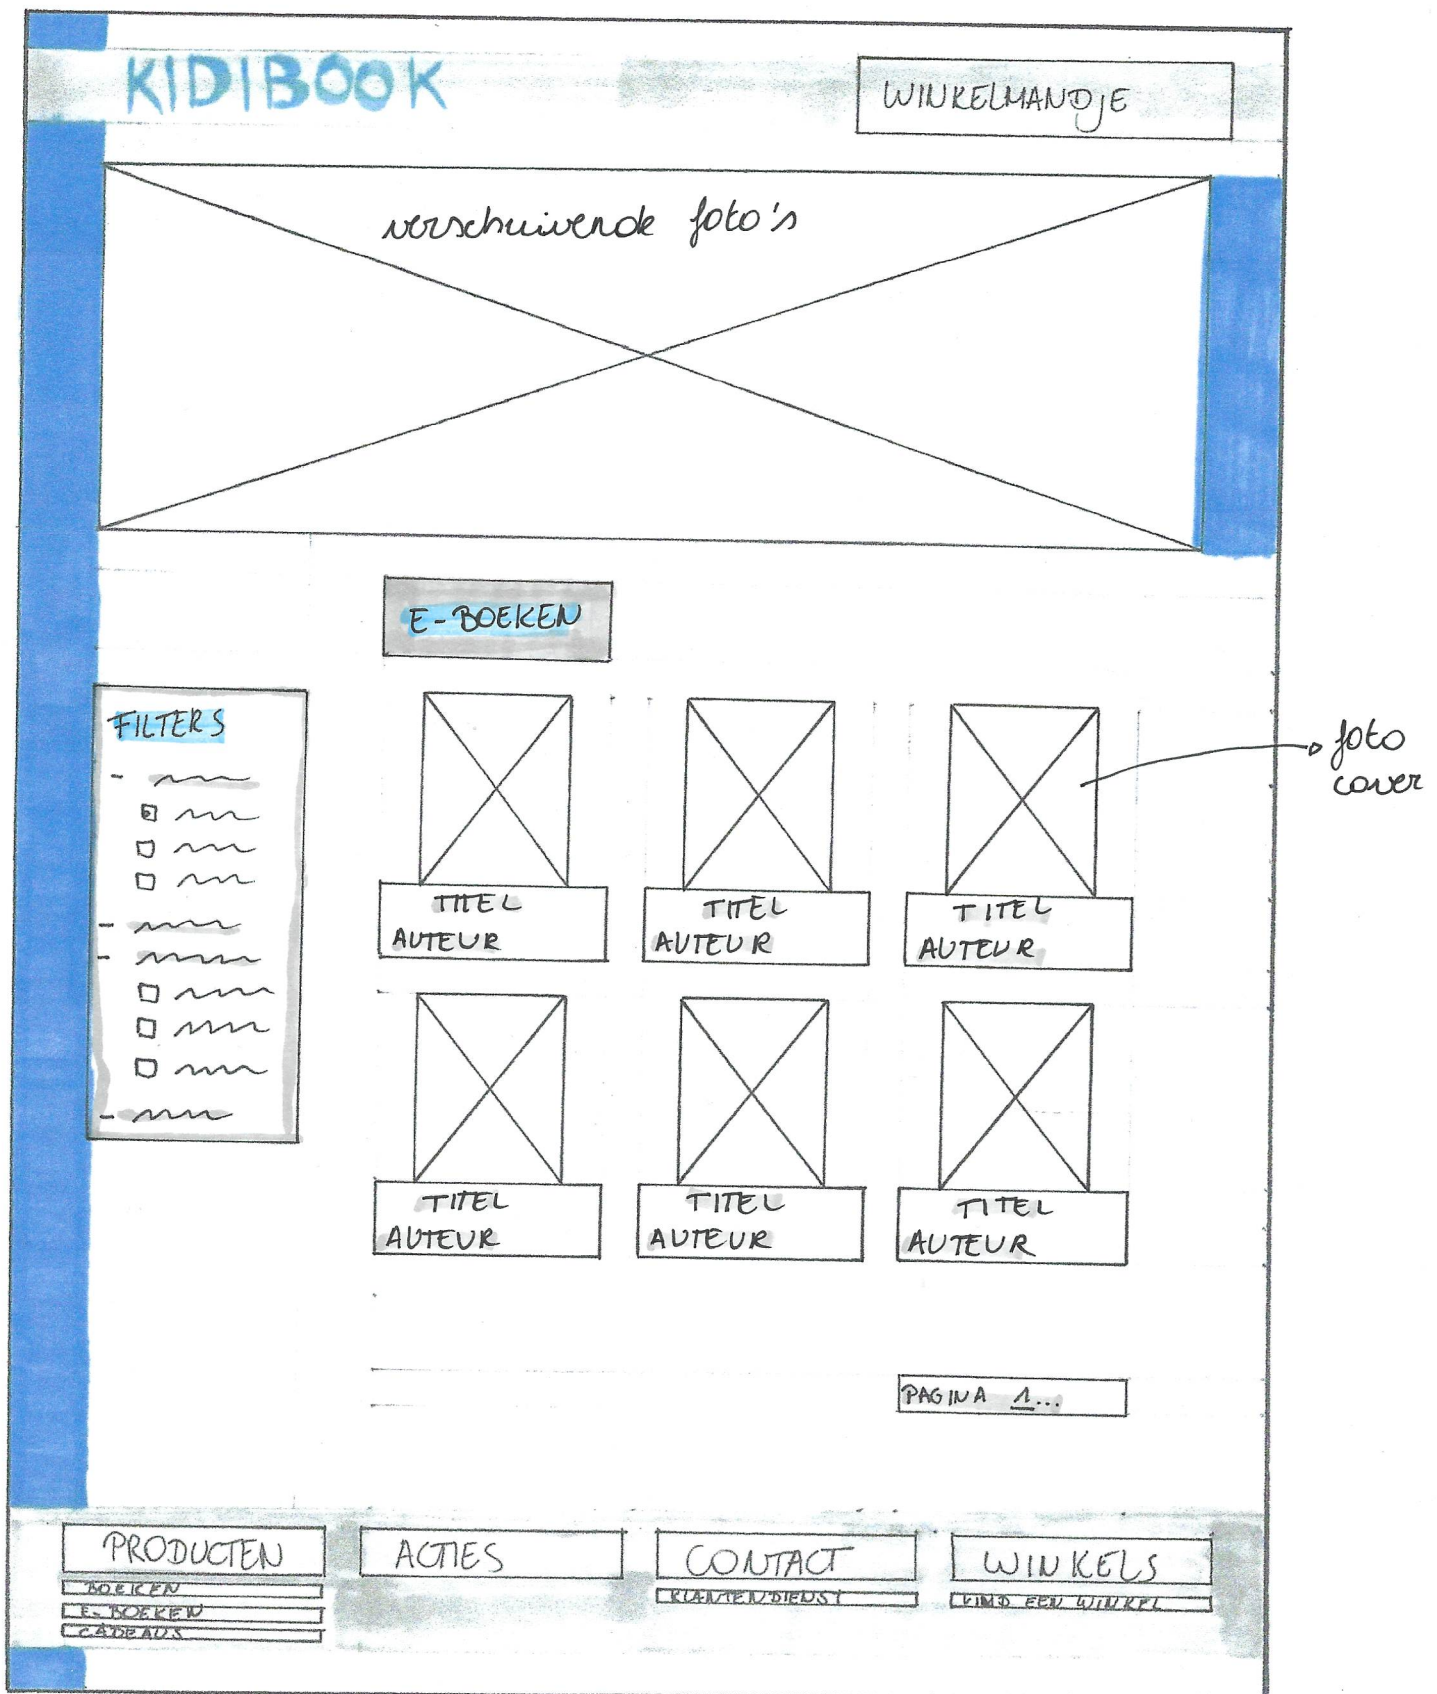 KIDIBOOK
WINKELMANDJE
verschuivende foto's
E-BOEKEN
FILTERS
foto
cover
TITEL
AUTEUR
TITEL
AUTEUR
TITEL
AUTEUR
TITEL
AUTEUR
TITEL
AUTEUR
TITEL
AUTEUR
PAGINA 1...
PRODUCTEN
BOEKEN
E-BOEKEN
CADEAUS
ACTIES
CONTACT
KLANTENDIENST
WINKELS
VIND EEN WINKEL